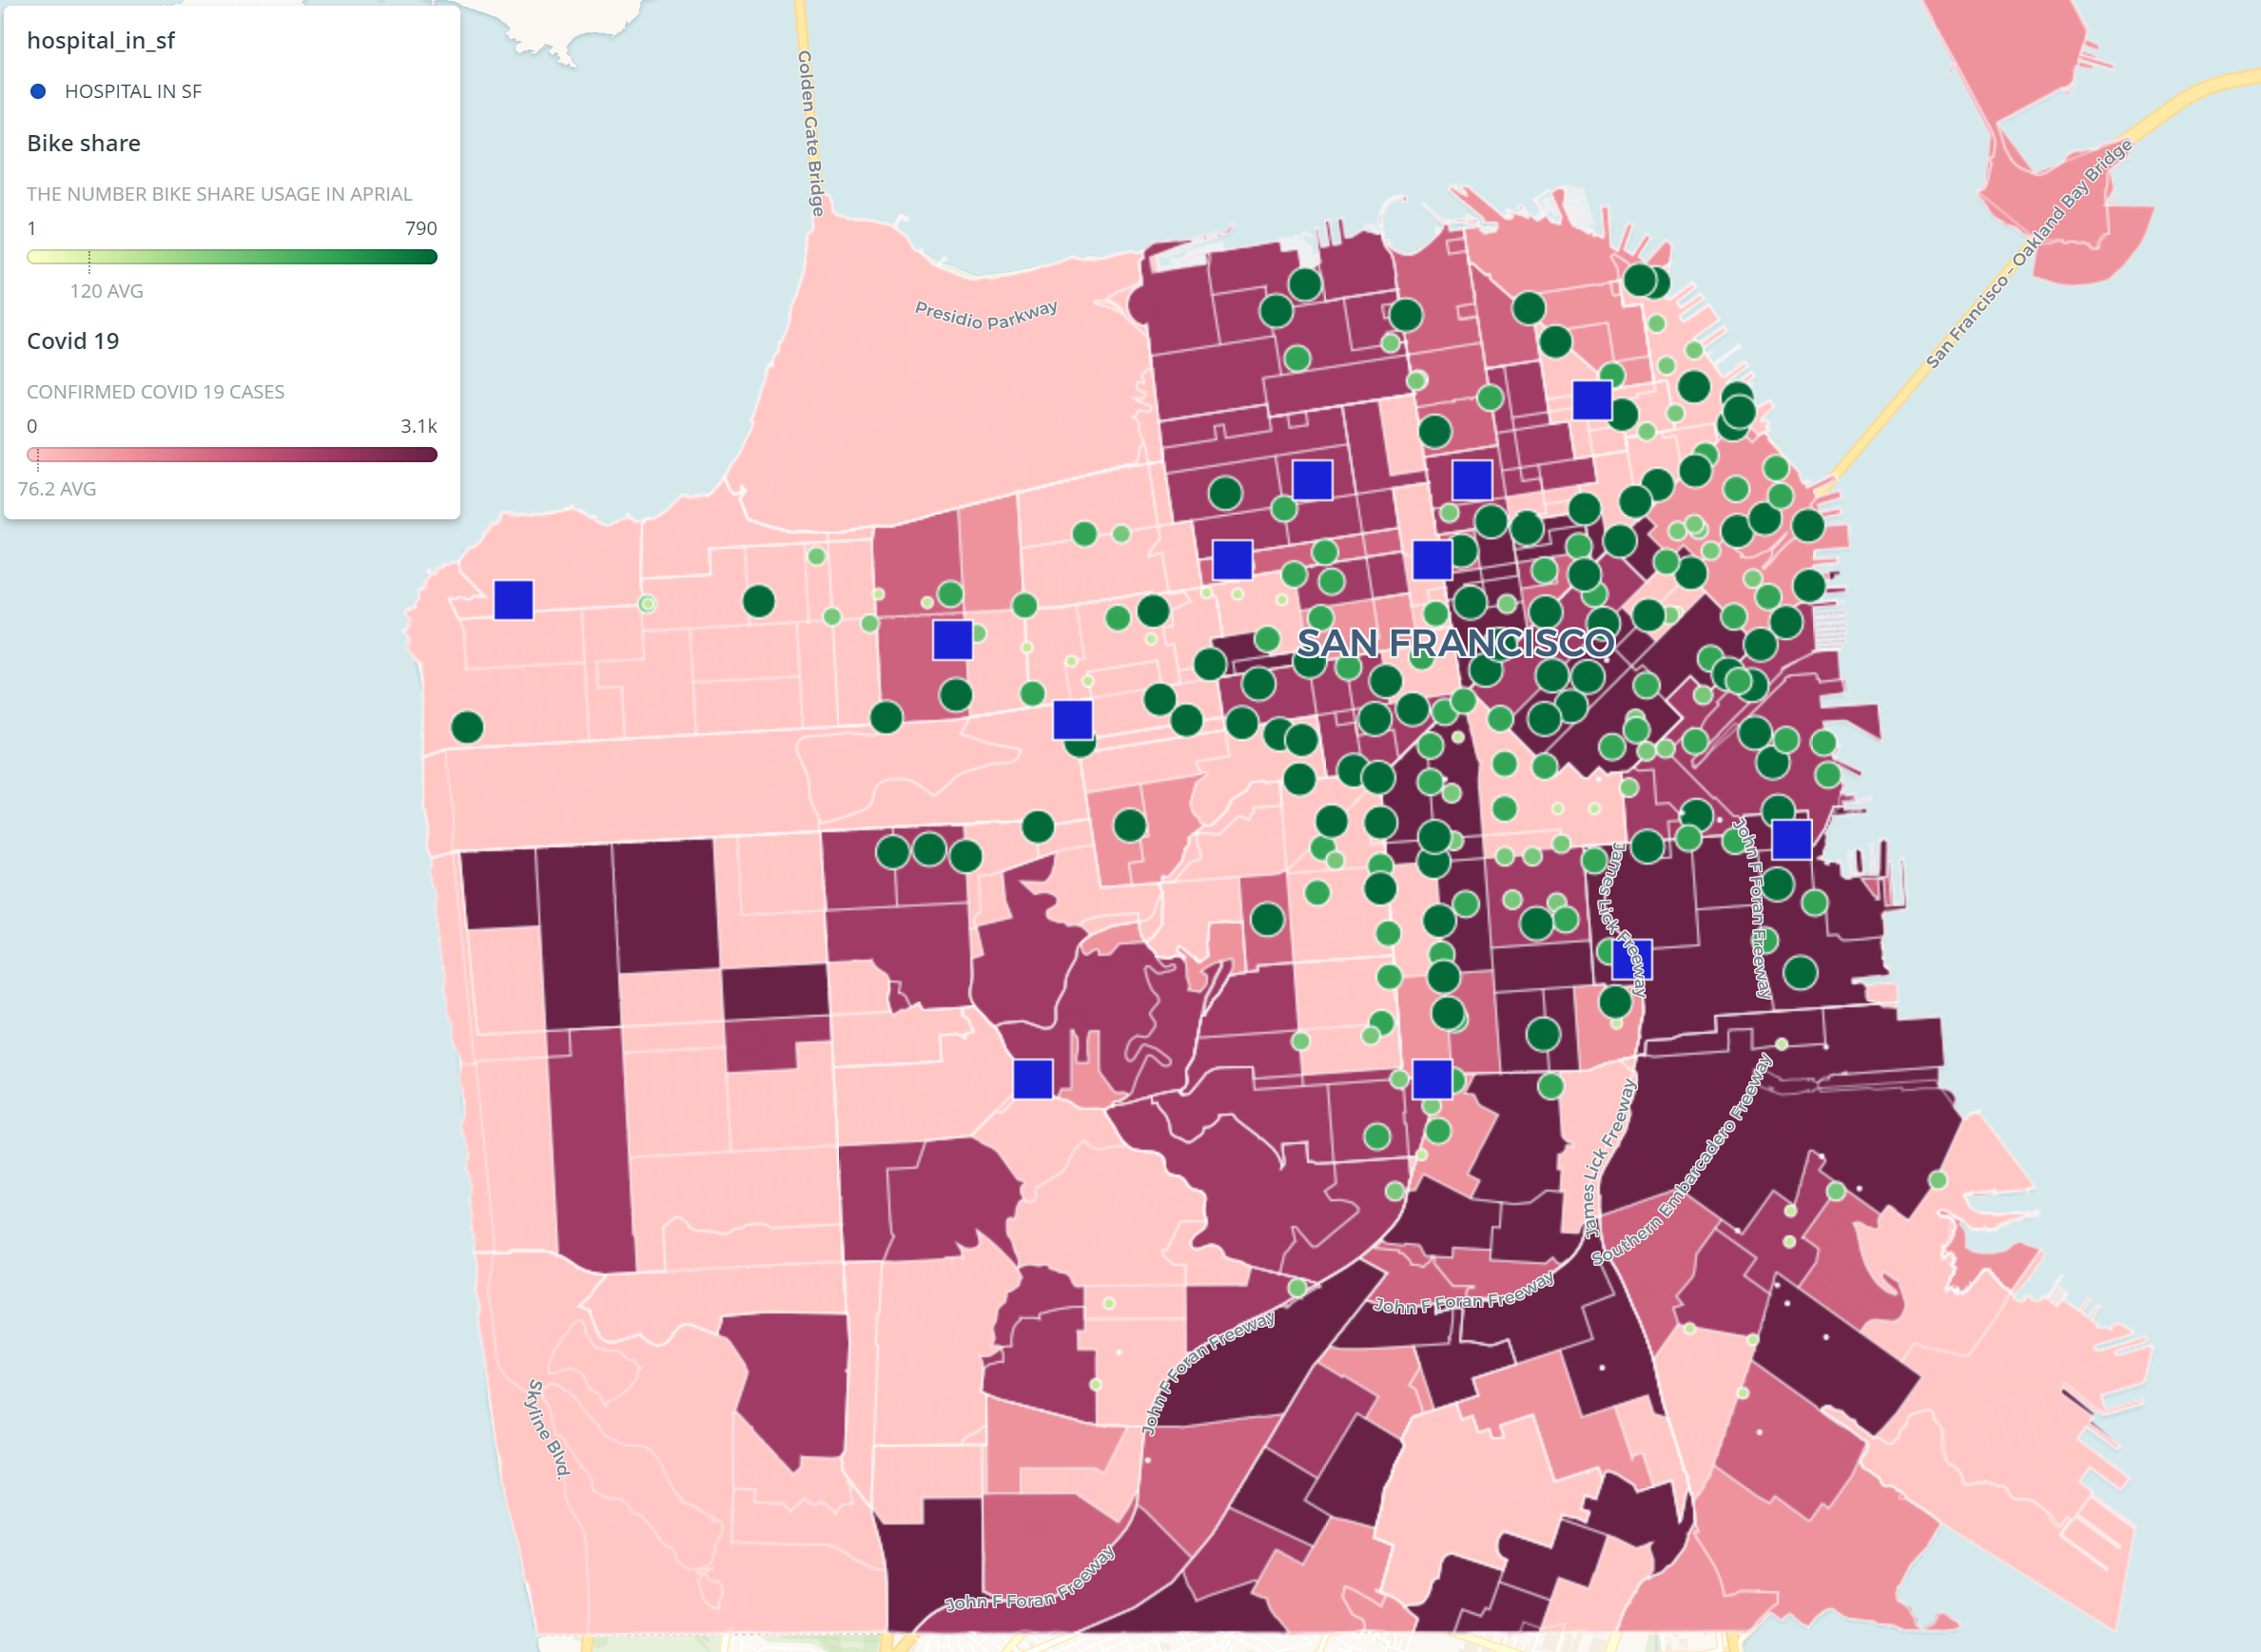 hospital_in_sf
HOSPITAL IN SF
Bike share
THE NUMBER BIKE SHARE USAGE IN APRIAL
1 790
120 AVG
Covid 19
CONFIRMED COVID 19 CASES
0 3.1k
76.2 AVG
Golden Gate Bridge
San Francisco - Oakland Bay Bridge
Presidio Parkway
SAN FRANCISCO
James Lick Freeway
John F Foran Freeway
James Lick Freeway
Southern Embarcadero Freeway
John F Foran Freeway
John F Foran Freeway
Skyline Blvd.
John F Foran Freeway